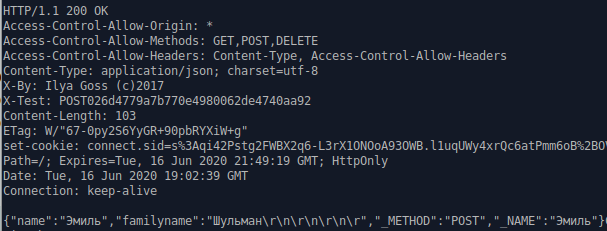 HTTP/1.1 200 OK
Access-Control-Allow-Origin: *
Access-Control-Allow-Methods: GET,POST,DELETE
Access-Control-Allow-Headers: Content-Type, Access-Control-Allow-Headers
Content-Type: application/json; charset=utf-8
X-By: Ilya Goss (c)2017
X-Test: POST026d4779a7b770e4980062de4740aa92
Content-Length: 103
ETag: W/"67-0py2S6YyGR+90pbRYXiW+g"
set-cookie: connect.sid=s%3Aqi42Pstg2FWBX2q6-L3rX1ONOoA93OWB.l1uqUWy4xrQc6atPmm6oB%2BOV
Path=/; Expires=Tue, 16 Jun 2020 21:49:19 GMT; HttpOnly
Date: Tue, 16 Jun 2020 19:02:39 GMT
Connection: keep-alive
{"name":"Эмиль","familyname":"Шульман\r\n\r\n\r\n\r","_METHOD":"POST","_NAME":"Эмиль"}